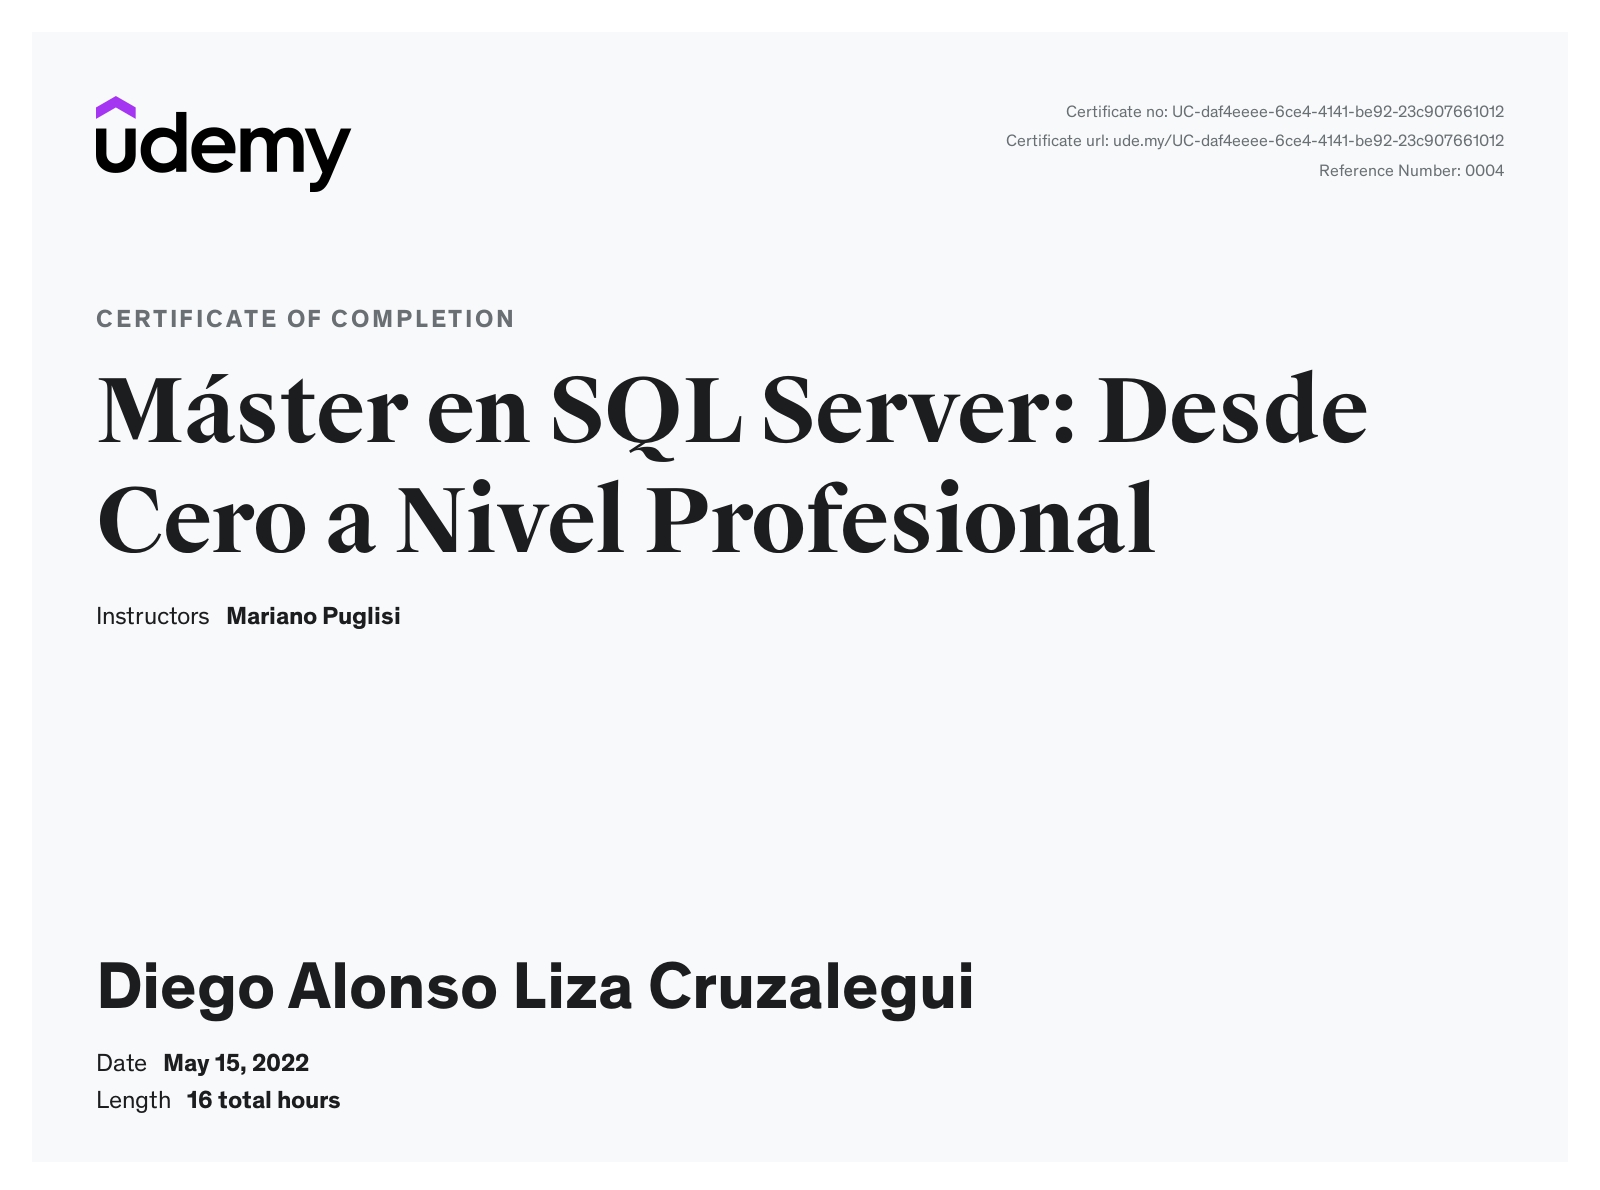 udemy
Certificate no: UC-daf4eeee-6ce4-4141-be92-23c907661012
Certificate url: ude.my/UC-daf4eeee-6ce4-4141-be92-23c907661012
Reference Number: 0004
CERTIFICATE OF COMPLETION
Máster en SQL Server: Desde
Cero a Nivel Profesional
Instructors Mariano Puglisi
Diego Alonso Liza Cruzalegui
Date May 15, 2022
Length 16 total hours